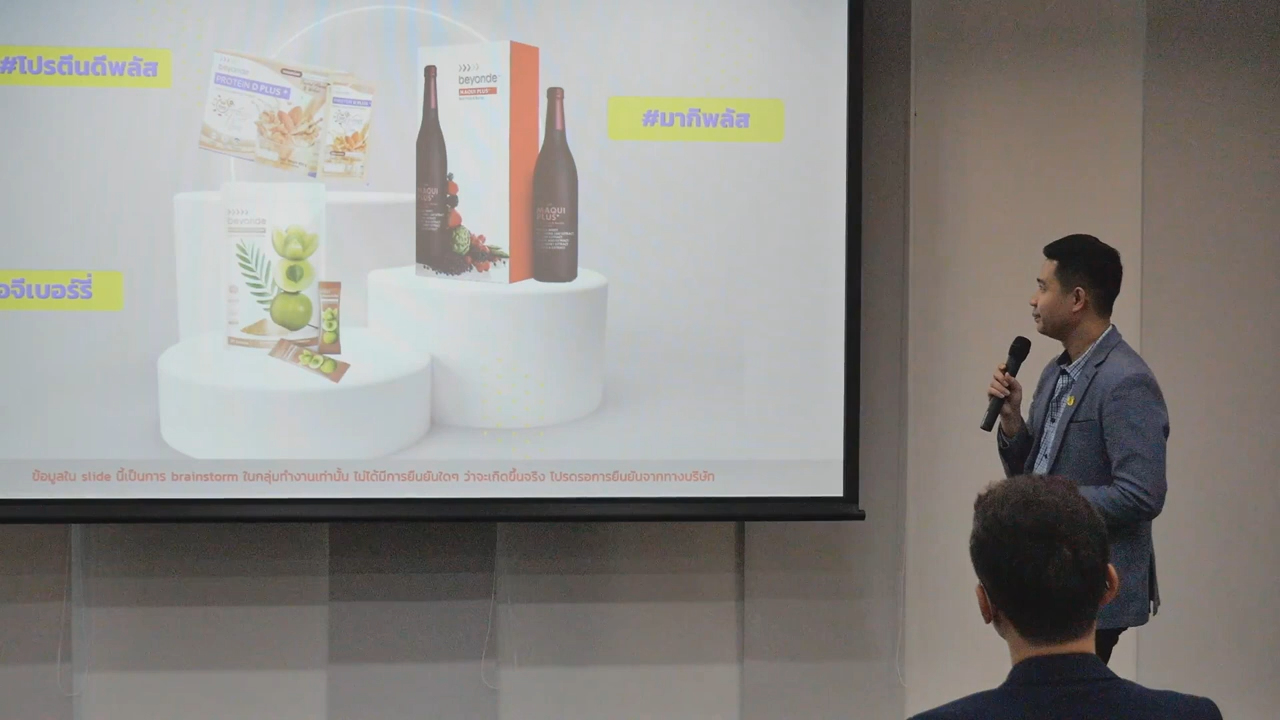 #โปรตีนดีพลัส
beyonde
PROTEIN D PLUS+
beyonde
MAQUI PLUS+
#มากีพลัส
MAQUI
PLUS+
MAQUI
PLUS+
beyonde
อจีเบอร์รี่
ข้อมูลใน slide นี้เป็นการ brainstorm ในกลุ่มทำงานเท่านั้น ไม่ได้มีการยืนยันใดๆ ว่าจะเกิดขึ้นจริง โปรดรอการยืนยันจากทางบริษัท